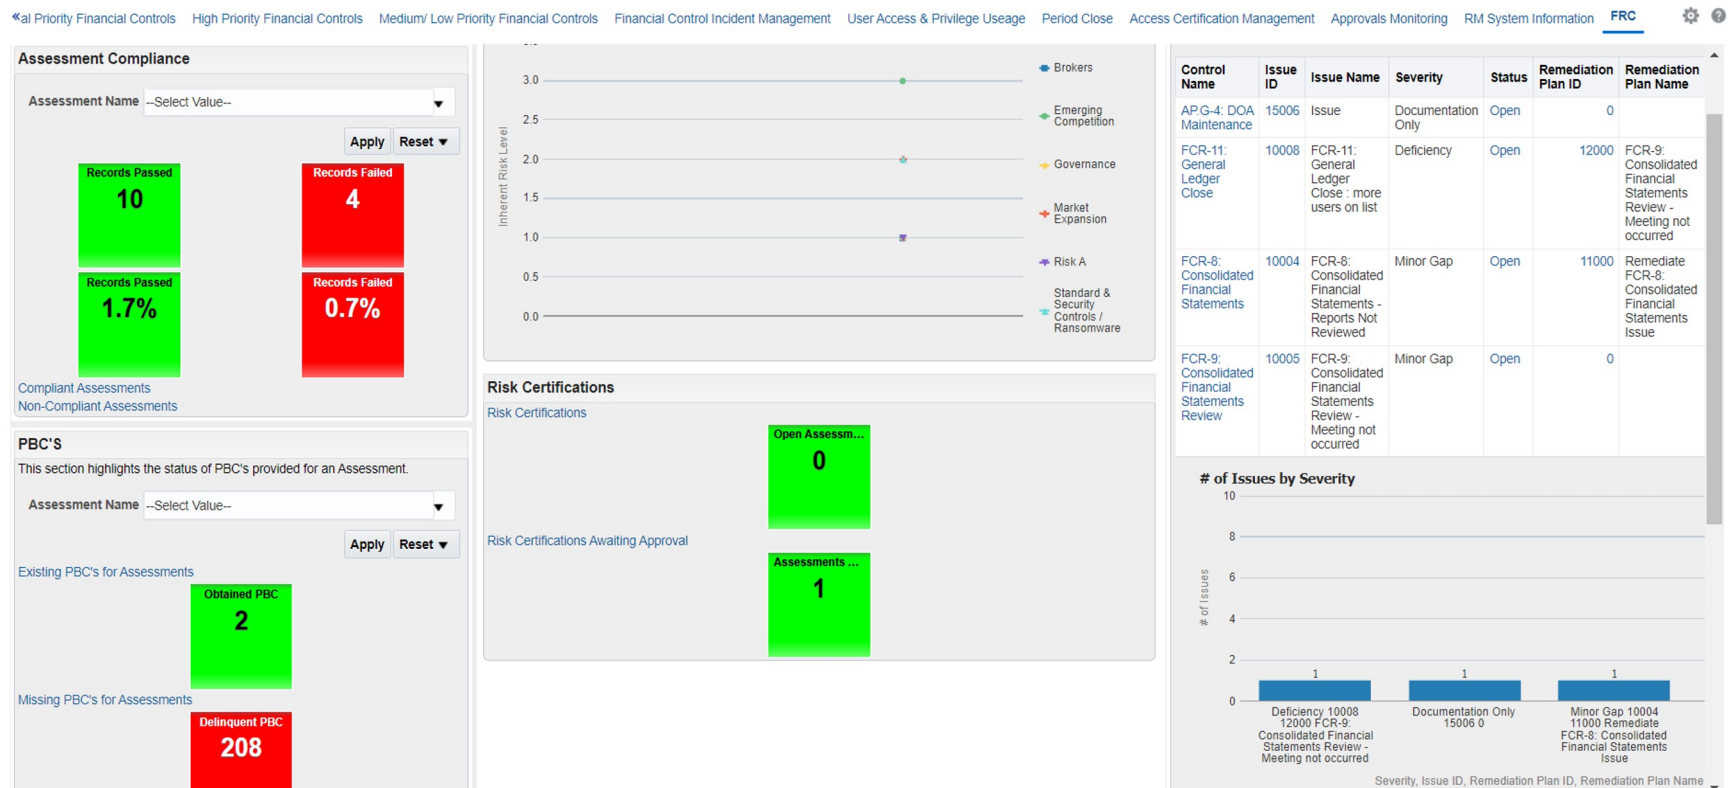 «al Priority Financial Controls High Priority Financial Controls Medium/ Low Priority Financial Controls Financial Control Incident Management User Access & Privilege Useage Period Close Access Certification Management Approvals Monitoring RM System Information FRC
Assessment Compliance
Assessment Name --Select Value--
Apply Reset
Records Passed
10
Records Failed
4
Records Passed
1.7%
Records Failed
0.7%
Compliant Assessments
Non-Compliant Assessments
PBC'S
This section highlights the status of PBC's provided for an Assessment.
Assessment Name --Select Value--
Apply Reset
Existing PBC's for Assessments
Obtained PBC
2
Missing PBC's for Assessments
Delinquent PBC
208
Inherent Risk Level
3.0
2.5
2.0
1.5
1.0
0.5
0.0
Brokers
Emerging
Competition
Governance
Market
Expansion
Risk A
Standard &
Security
Controls /
Ransomware
Risk Certifications
Risk Certifications
Open Assessm...
0
Risk Certifications Awaiting Approval
Assessments ...
1
Control
Name
Issue
ID
Issue Name
Severity
Status
Remediation
Plan ID
Remediation
Plan Name
AP.G-4: DOA
Maintenance
15006
Issue
Documentation
Only
Open
0
FCR-11:
General
Ledger
Close
10008
FCR-11:
General
Ledger
Close : more
users on list
Deficiency
Open
12000
FCR-9:
Consolidated
Financial
Statements
Review -
Meeting not
occurred
FCR-8:
Consolidated
Financial
Statements
10004
FCR-8:
Consolidated
Financial
Statements -
Reports Not
Reviewed
Minor Gap
Open
11000
Remediate
FCR-8:
Consolidated
Financial
Statements
Issue
FCR-9:
Consolidated
Financial
Statements
Review
10005
FCR-9:
Consolidated
Financial
Statements
Review -
Meeting not
occurred
Minor Gap
Open
0
# of Issues by Severity
# of Issues
10
8
6
4
2
0
1
1
1
Deficiency 10008
12000 FCR-9:
Consolidated Financial
Statements Review -
Meeting not occurred
Documentation Only
15006 0
Minor Gap 10004
11000 Remediate
FCR-8: Consolidated
Financial Statements
Issue
Severity, Issue ID, Remediation Plan ID, Remediation Plan Name